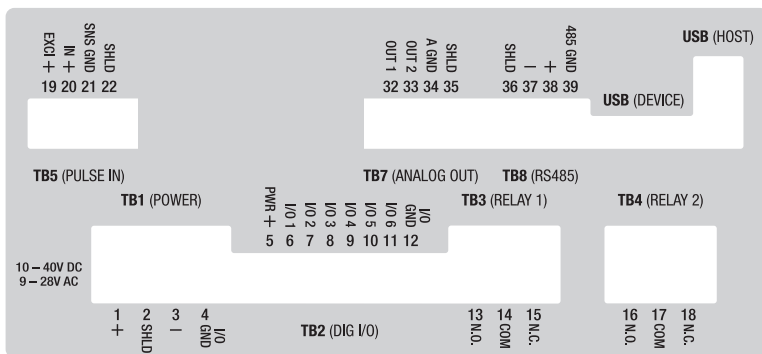 USB (HOST)
EXCI + IN + SNS GND SHLD
19 20 21 22
OUT 1 OUT 2 A GND SHLD
32 33 34 35
SHLD – + 485 GND
36 37 38 39
USB (DEVICE)
TB5 (PULSE IN)
TB7 (ANALOG OUT)
TB8 (RS485)
TB1 (POWER)
PWR + I/O 1 I/O 2 I/O 3 I/O 4 I/O 5 I/O 6 I/O GND
5 6 7 8 9 10 11 12
TB3 (RELAY 1)
TB4 (RELAY 2)
10 – 40V DC
9 – 28V AC
1 2 3 4
+ SHLD – I/O GND
TB2 (DIG I/O)
13 14 15
N.O. COM N.C.
16 17 18
N.O. COM N.C.